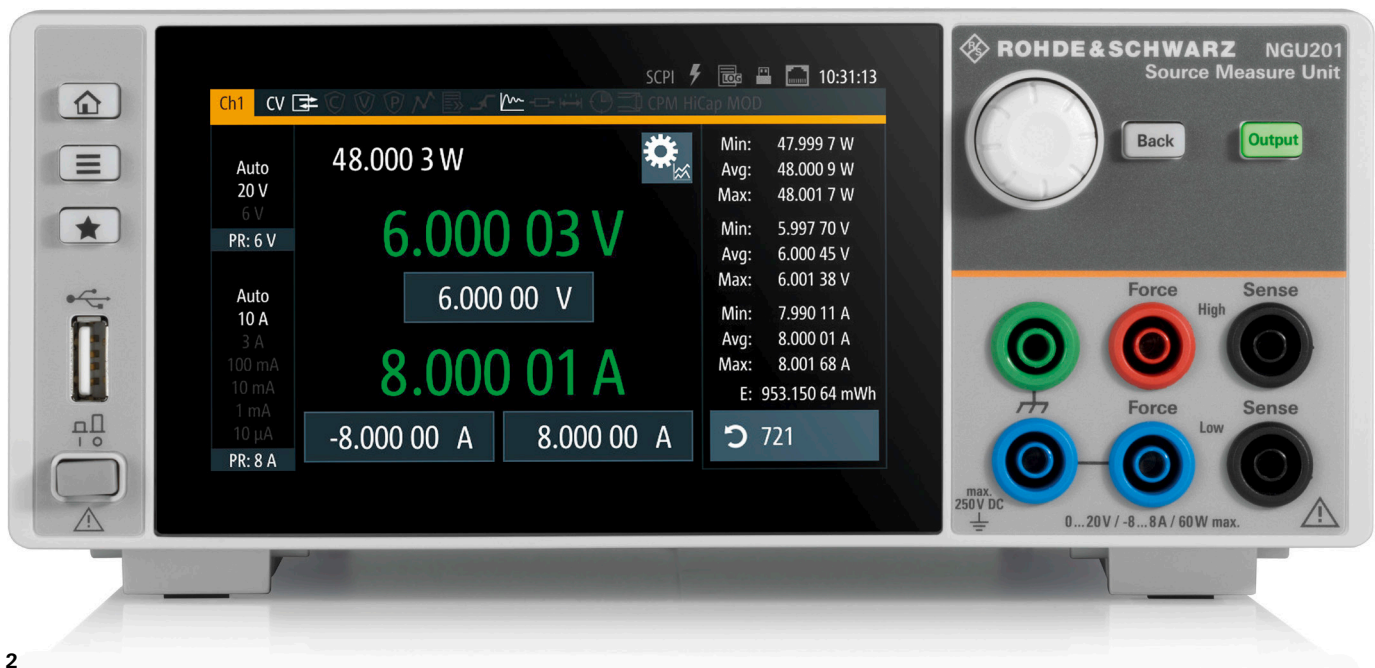 ROHDE & SCHWARZ NGU201
Source Measure Unit
SCPI LOG 10:31:13
Ch1 CV C V P CPM HiCap MOD
Auto
20 V
6 V
PR: 6 V
Auto
10 A
3 A
100 mA
10 mA
1 mA
10 µA
PR: 8 A
48.000 3 W
6.000 03 V
6.000 00 V
8.000 01 A
-8.000 00 A 8.000 00 A
Min: 47.999 7 W
Avg: 48.000 9 W
Max: 48.001 7 W
Min: 5.997 70 V
Avg: 6.000 45 V
Max: 6.001 38 V
Min: 7.990 11 A
Avg: 8.000 01 A
Max: 8.001 68 A
E: 953.150 64 mWh
721
Back Output
Force Sense
High
Force Sense
Low
max.
250 V DC
0...20 V / -8...8 A / 60 W max.
2